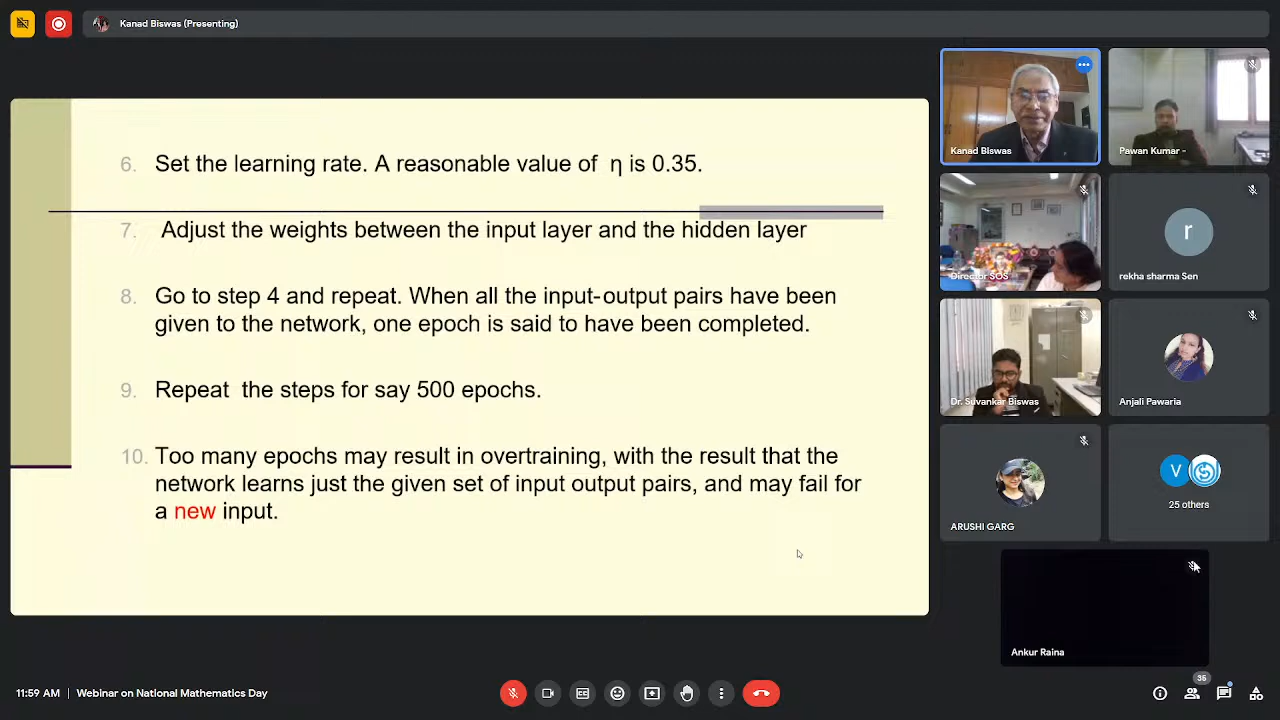 Kanad Biswas (Presenting)
6. Set the learning rate. A reasonable value of η is 0.35.
7. Adjust the weights between the input layer and the hidden layer
8. Go to step 4 and repeat. When all the input-output pairs have been
given to the network, one epoch is said to have been completed.
9. Repeat the steps for say 500 epochs.
10. Too many epochs may result in overtraining, with the result that the
network learns just the given set of input output pairs, and may fail for
a new input.
Kanad Biswas
Pawan Kumar -
Director SOS
r
rekha sharma Sen
Dr. Suvankar Biswas
Anjali Pawaria
ARUSHI GARG
V
25 others
Ankur Raina
11:59 AM | Webinar on National Mathematics Day
35